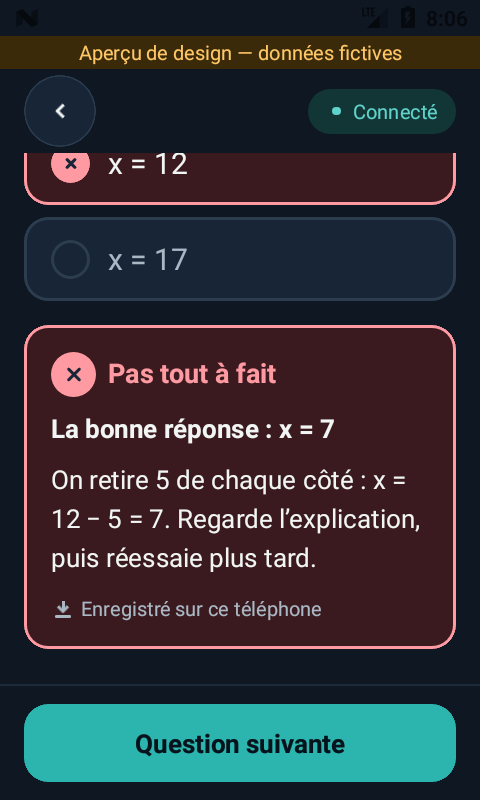 LTE 8:06
Aperçu de design — données fictives
Connecté
x = 12
x = 17
Pas tout à fait
La bonne réponse : x = 7
On retire 5 de chaque côté : x =
12 − 5 = 7. Regarde l’explication,
puis réessaie plus tard.
Enregistré sur ce téléphone
Question suivante